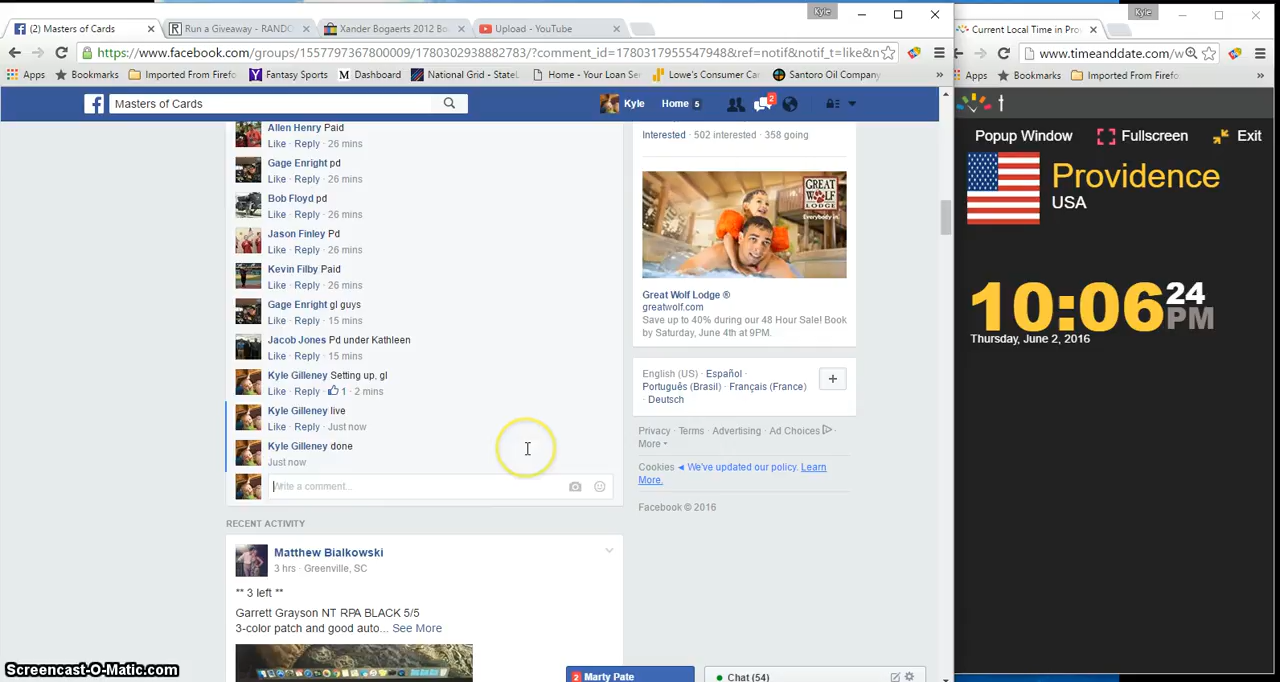 Kyle
Kyle
(2) Masters of Cards
Run a Giveaway - RANDO
Xander Bogaerts 2012 Bo
Upload - YouTube
Current Local Time in Pro
https://www.facebook.com/groups/1557797367800009/1780302938882783/?comment_id=1780317955547948&ref=notif&notif_t=like&n
www.timeanddate.com/w
Apps
Bookmarks
Imported From Firefo
Fantasy Sports
Dashboard
National Grid - Statel
Home - Your Loan Ser
Lowe's Consumer Car
Santoro Oil Company
»
Apps
Bookmarks
Imported From Firefo
»
Masters of Cards
Kyle
Home 5
2
t
Popup Window
Fullscreen
Exit
Providence
USA
10:06 24 PM
Thursday, June 2, 2016
Allen Henry Paid
Like · Reply · 26 mins
Gage Enright pd
Like · Reply · 26 mins
Bob Floyd pd
Like · Reply · 26 mins
Jason Finley Pd
Like · Reply · 26 mins
Kevin Filby Paid
Like · Reply · 26 mins
Gage Enright gl guys
Like · Reply · 15 mins
Jacob Jones Pd under Kathleen
Like · Reply · 15 mins
Kyle Gilleney Setting up, gl
Like · Reply · 1 · 2 mins
Kyle Gilleney live
Like · Reply · Just now
Kyle Gilleney done
Just now
Write a comment...
RECENT ACTIVITY
Matthew Bialkowski
3 hrs · Greenville, SC
** 3 left **
Garrett Grayson NT RPA BLACK 5/5
3-color patch and good auto... See More
Interested · 502 interested · 358 going
GREAT WOLF LODGE
Everybody in
Great Wolf Lodge ®
greatwolf.com
Save up to 40% during our 48 Hour Sale! Book
by Saturday, June 4th at 9PM.
English (US) · Español ·
Português (Brasil) · Français (France)
· Deutsch
+
Privacy · Terms · Advertising · Ad Choices ·
More
Cookies ◄ We've updated our policy. Learn
More.
Facebook © 2016
2 Marty Pate
Chat (54)
Screencast-O-Matic.com